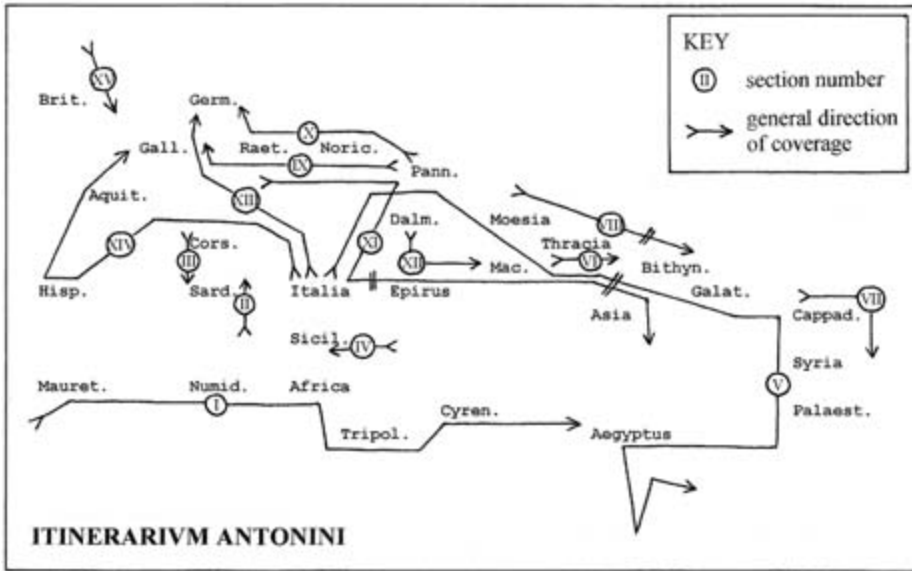 KEY
II section number
general direction
of coverage
XV
Brit.
Germ.
X
Gall. Raet. Noric.
IX
Pann.
Aquit.
XII
Dalm. Moesia
VII
XIV
Cors.
XI
Thracia
III
XII
VI
Mac.
Bithyn.
Hisp. Sard. Italia Epirus Galat.
II
VII
Asia Cappad.
Sicil.
IV
Syria
Mauret. Numid. Africa
V
I
Cyren. Palaest.
Tripol. Aegyptus
ITINERARIVM ANTONINI